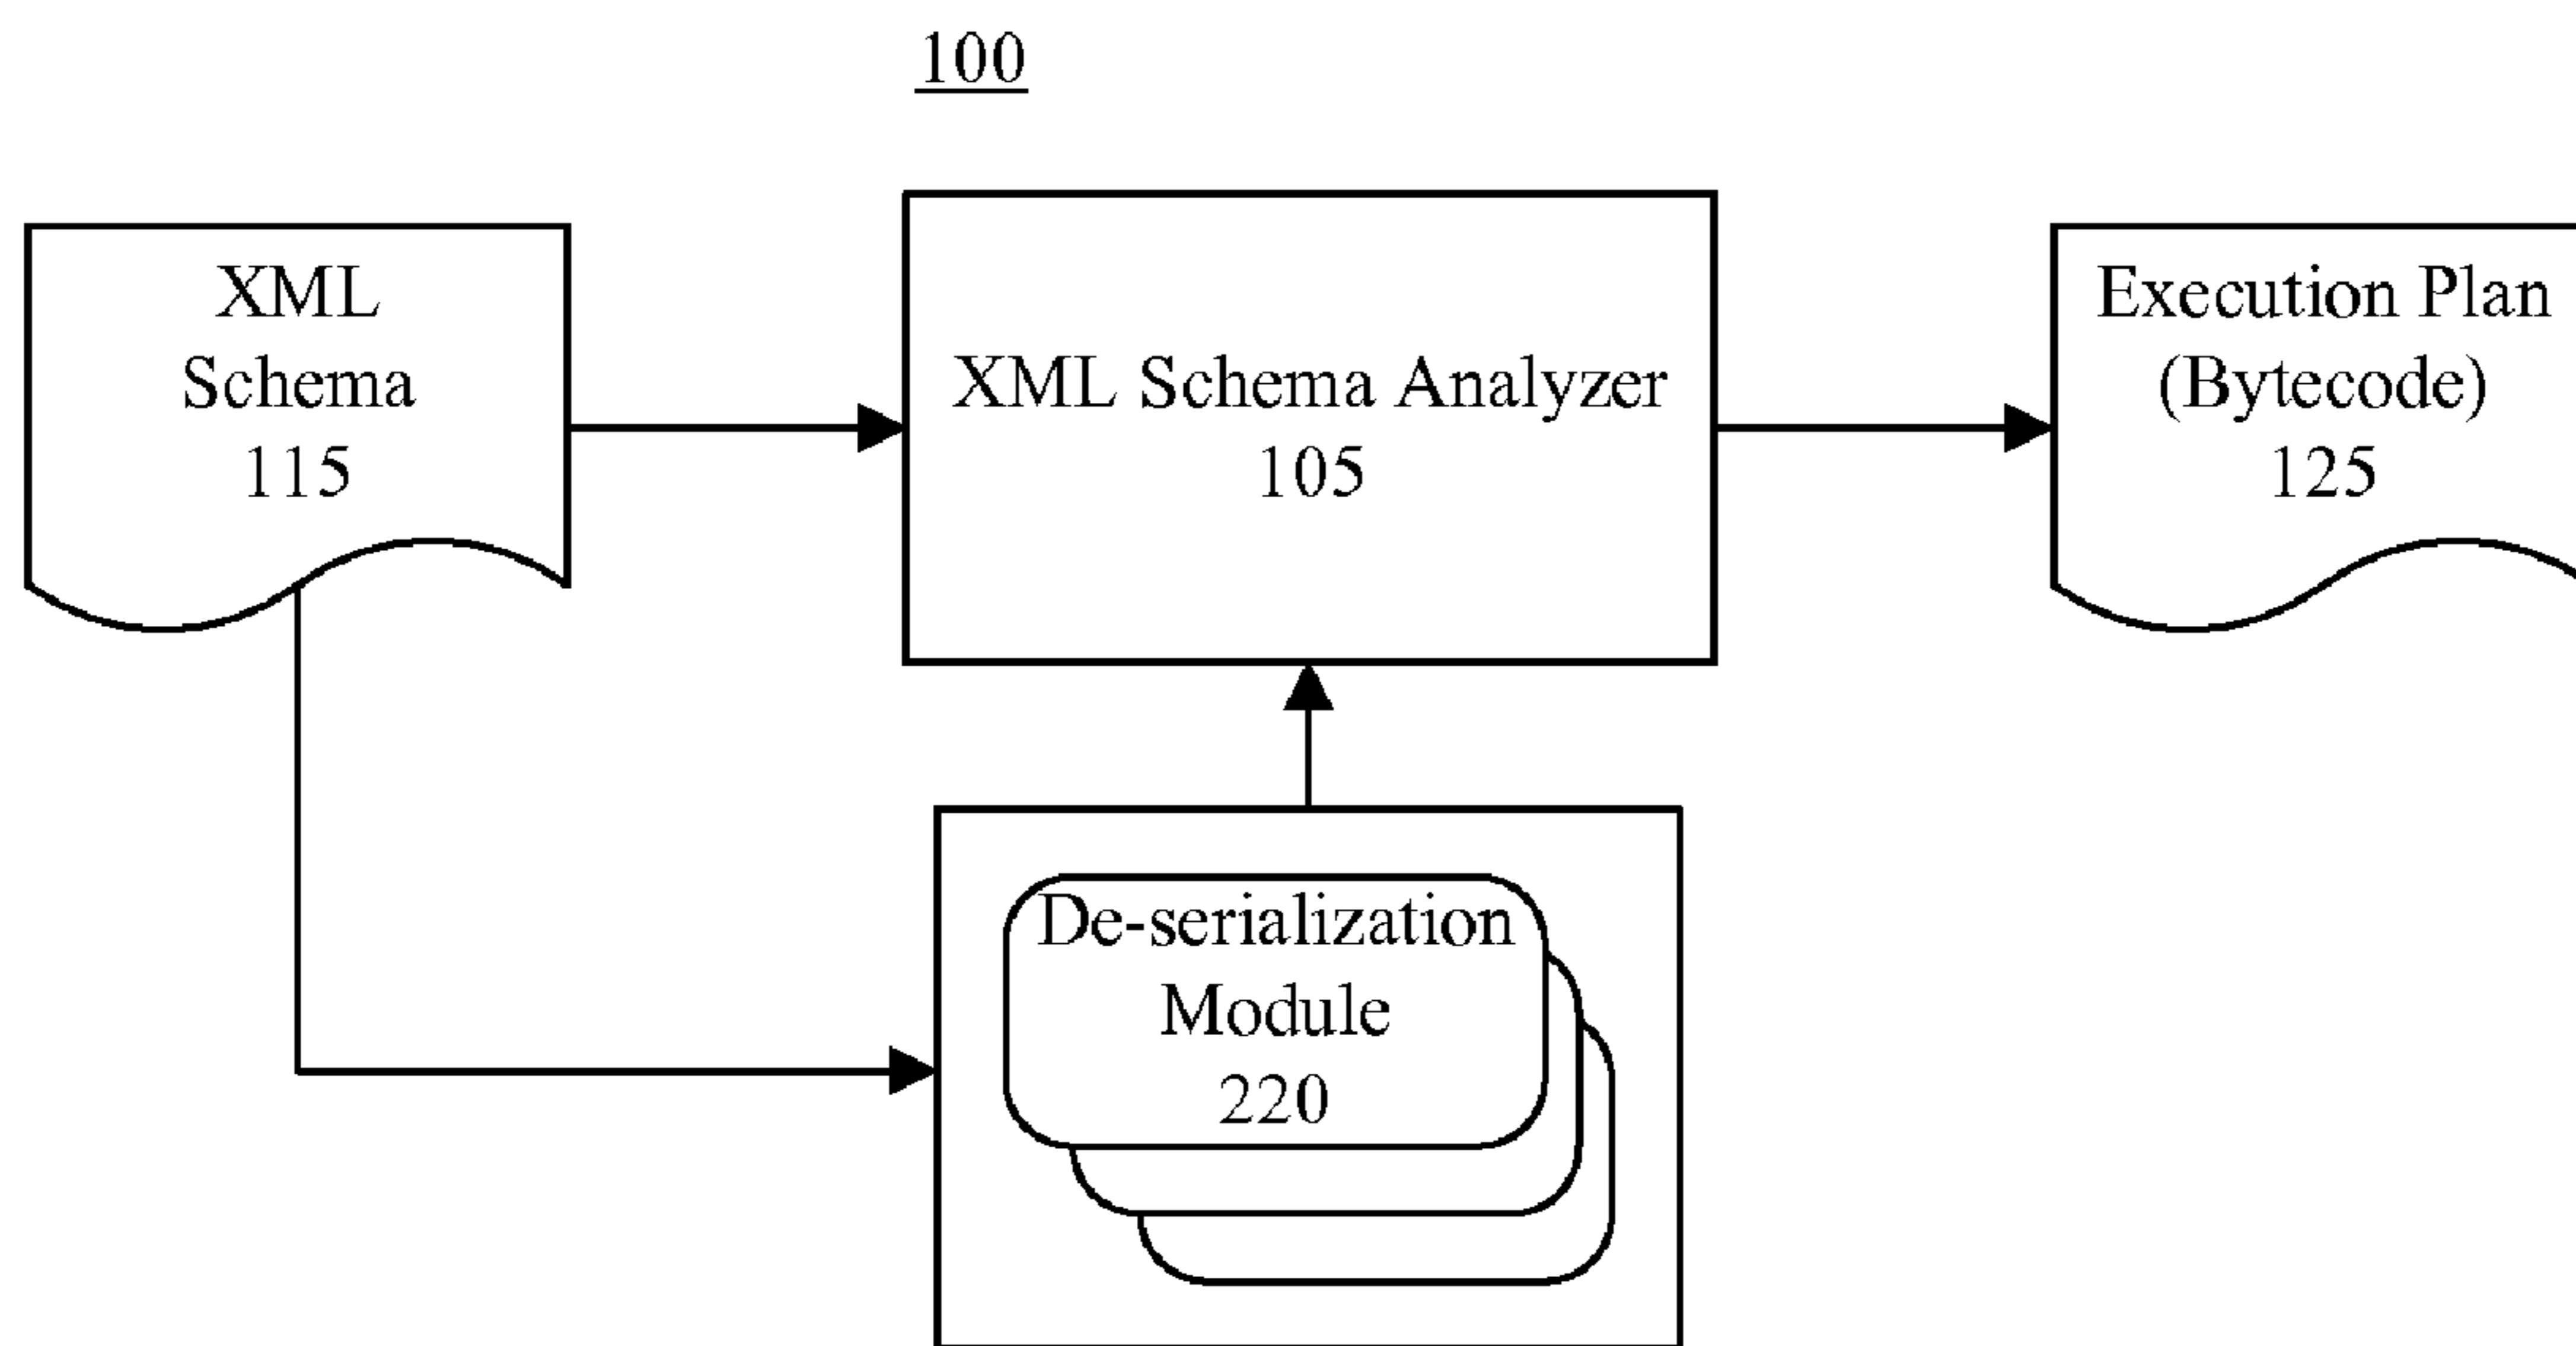 100
XML
Schema
115
XML Schema Analyzer
105
Execution Plan
(Bytecode)
125
De-serialization
Module
220